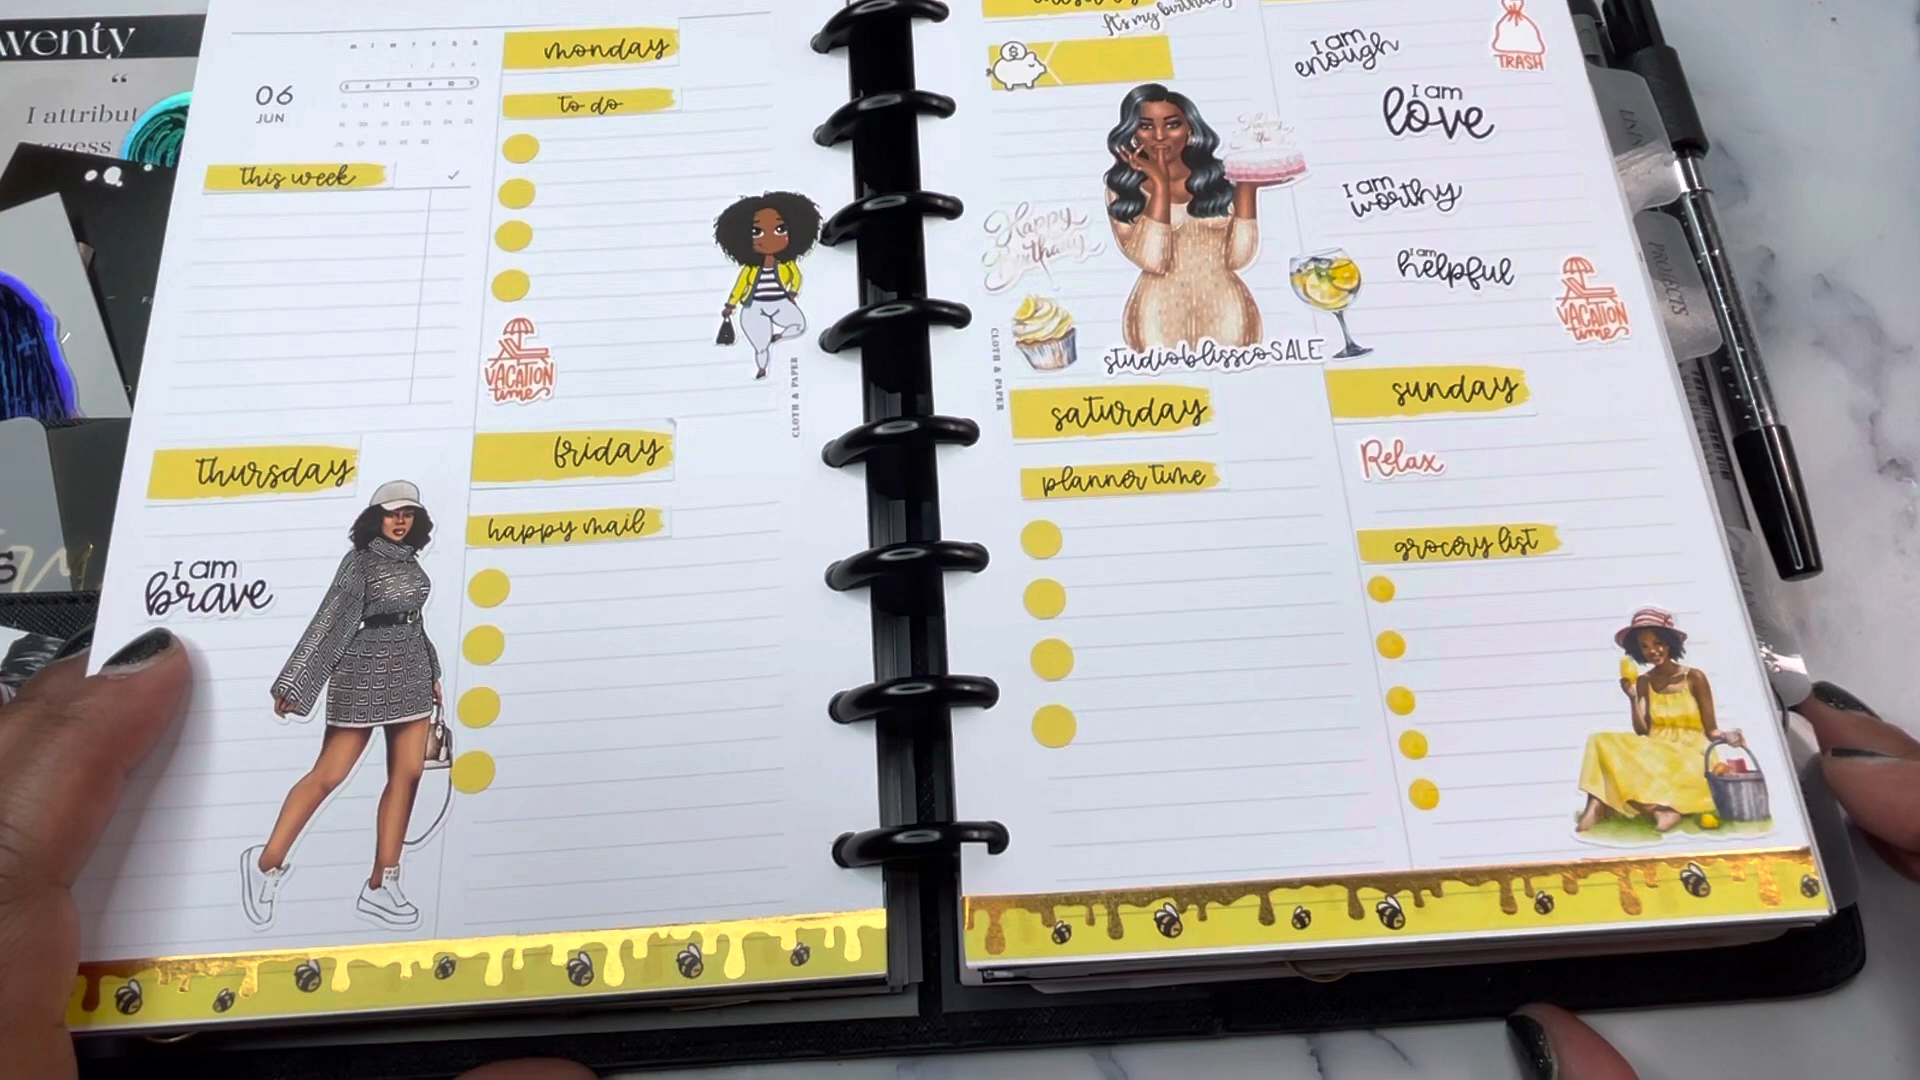 wenty
“
I attribut
ccess
06
JUN
this week
monday
to do
VACATION
time
CLOTH & PAPER
thursday
I am
brave
friday
happy mail
It's my birthday
I am
enough
TRASH
I am
love
I am
worthy
I am
helpful
Happy
Birthday
$
studioblissco SALE
VACATION
time
CLOTH & PAPER
saturday
planner time
sunday
Relax
grocery list
PROJECTS